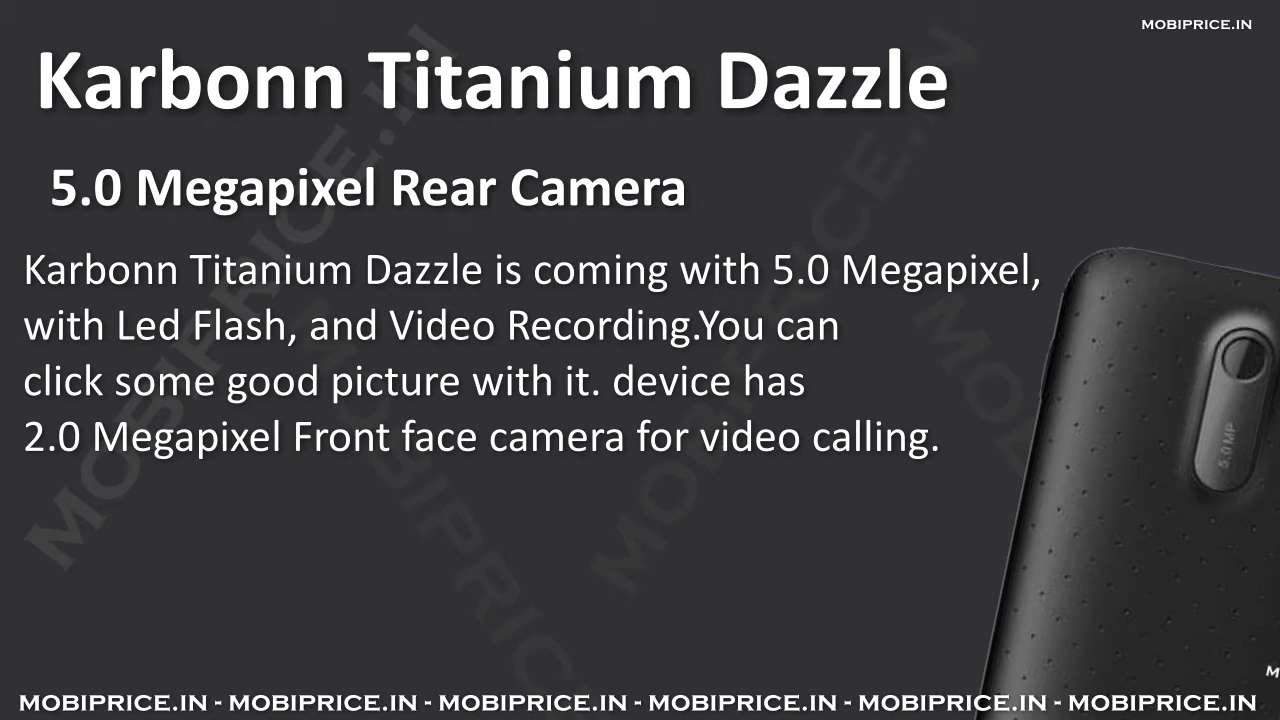 MOBIPRICE.IN
Karbonn Titanium Dazzle
5.0 Megapixel Rear Camera
Karbonn Titanium Dazzle is coming with 5.0 Megapixel,
with Led Flash, and Video Recording.You can
click some good picture with it. device has
2.0 Megapixel Front face camera for video calling.
5.0MP
MOBIPRICE.IN
MOBIPRICE.IN - MOBIPRICE.IN - MOBIPRICE.IN - MOBIPRICE.IN - MOBIPRICE.IN - MOBIPRICE.IN